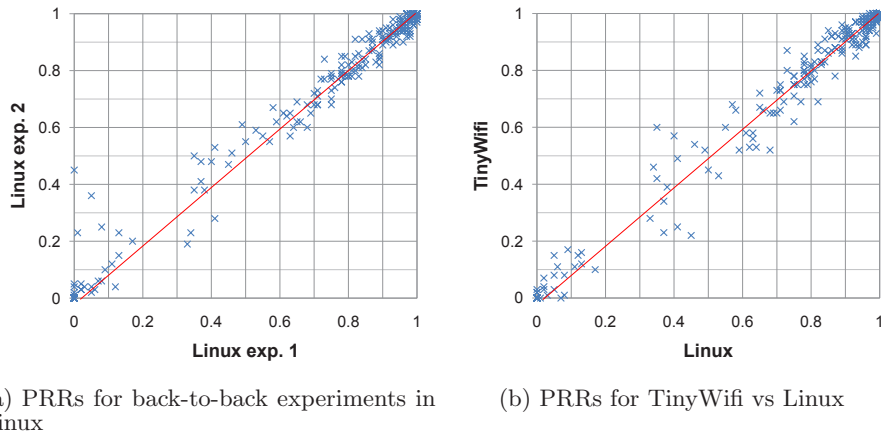 1
0.8
0.6
0.4
0.2
0
Linux exp. 2
0 0.2 0.4 0.6 0.8 1
Linux exp. 1
1
0.8
0.6
0.4
0.2
0
TinyWifi
0 0.2 0.4 0.6 0.8 1
Linux
) PRRs for back-to-back experiments in
inux
(b) PRRs for TinyWifi vs Linux